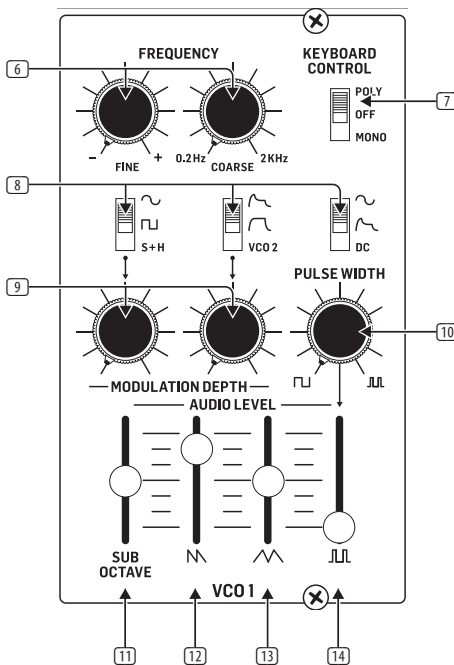 FREQUENCY
KEYBOARD
CONTROL
6
POLY
7
OFF
MONO
- FINE +
0.2Hz COARSE 2KHz
8
S+H
VCO 2
DC
9
PULSE WIDTH
10
MODULATION DEPTH
AUDIO LEVEL
SUB
OCTAVE
VCO 1
11 12 13 14